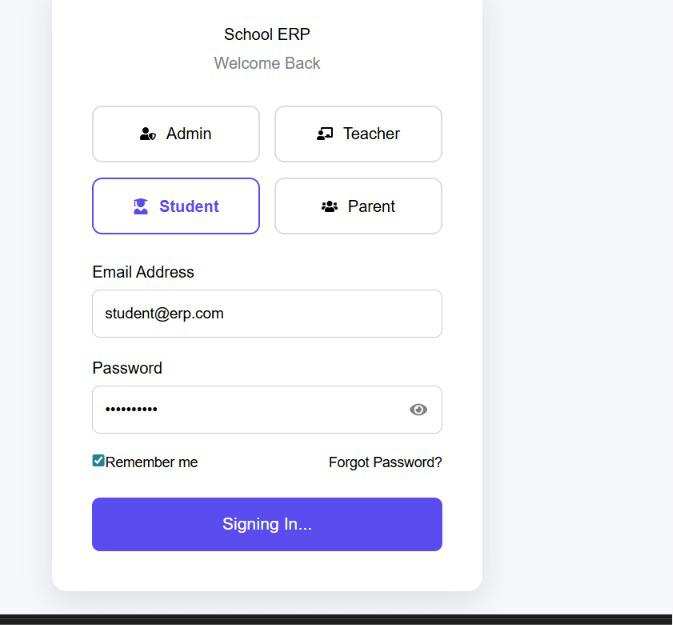 School ERP
Welcome Back
Admin
Teacher
Student
Parent
Email Address
student@erp.com
Password
••••••••••
Remember me
Forgot Password?
Signing In...